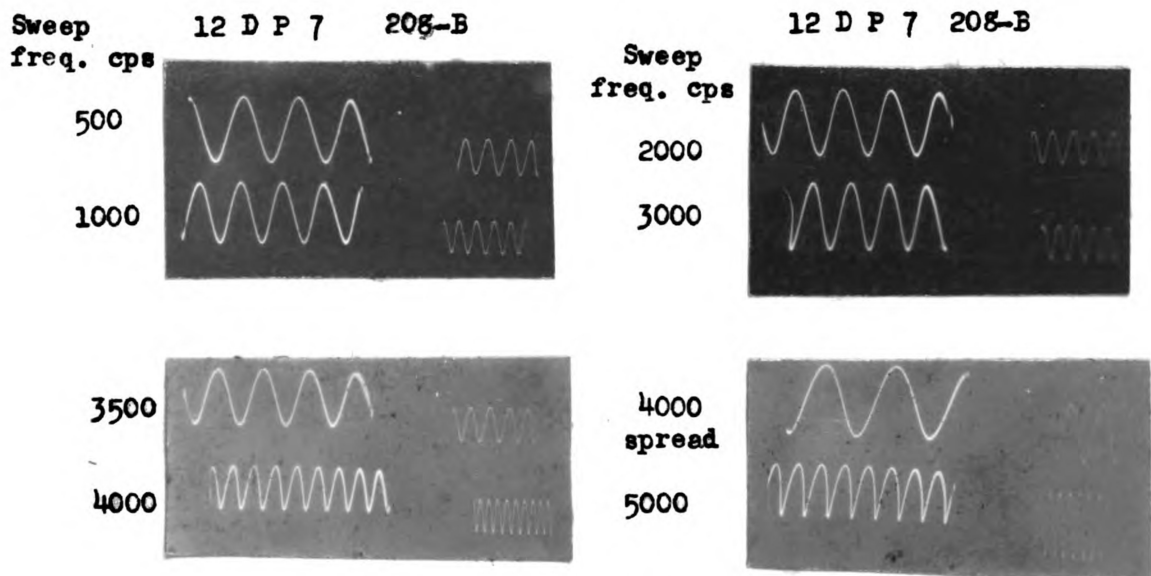 Sweep
freq. cps
12 D P 7 208-B
500
1000
3500
4000
12 D P 7 208-B
Sweep
freq. cps
2000
3000
4000
spread
5000